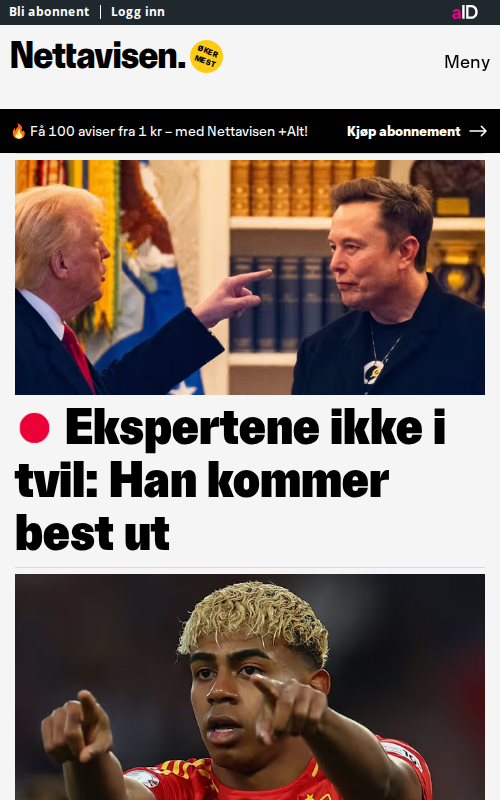 Bli abonnent | Logg inn
aID
Nettavisen.
ØKER
MEST
Meny
🔥 Få 100 aviser fra 1 kr – med Nettavisen +Alt!
Kjøp abonnement →
Ekspertene ikke i
tvil: Han kommer
best ut